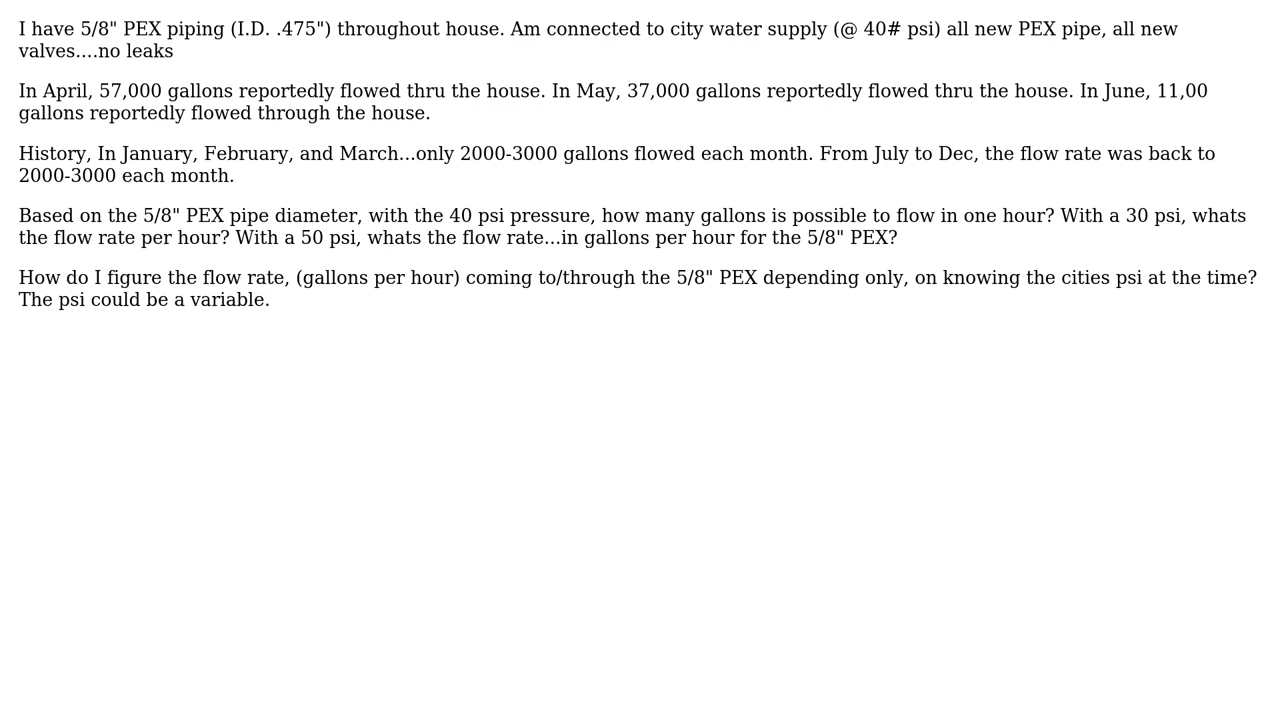 I have 5/8" PEX piping (I.D. .475") throughout house. Am connected to city water supply (@ 40# psi) all new PEX pipe, all new
valves....no leaks
In April, 57,000 gallons reportedly flowed thru the house. In May, 37,000 gallons reportedly flowed thru the house. In June, 11,00
gallons reportedly flowed through the house.
History, In January, February, and March...only 2000-3000 gallons flowed each month. From July to Dec, the flow rate was back to
2000-3000 each month.
Based on the 5/8" PEX pipe diameter, with the 40 psi pressure, how many gallons is possible to flow in one hour? With a 30 psi, whats
the flow rate per hour? With a 50 psi, whats the flow rate...in gallons per hour for the 5/8" PEX?
How do I figure the flow rate, (gallons per hour) coming to/through the 5/8" PEX depending only, on knowing the cities psi at the time?
The psi could be a variable.